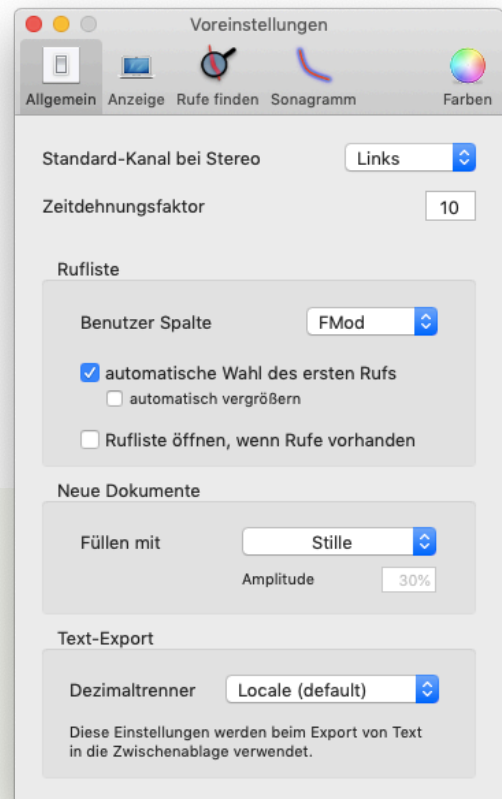 Voreinstellungen
Allgemein Anzeige Rufe finden Sonagramm Farben
Standard-Kanal bei Stereo Links
Zeitdehnungsfaktor 10
Rufliste
Benutzer Spalte FMod
automatische Wahl des ersten Rufs
automatisch vergrößern
Rufliste öffnen, wenn Rufe vorhanden
Neue Dokumente
Füllen mit Stille
Amplitude 30%
Text-Export
Dezimaltrenner Locale (default)
Diese Einstellungen werden beim Export von Text
in die Zwischenablage verwendet.